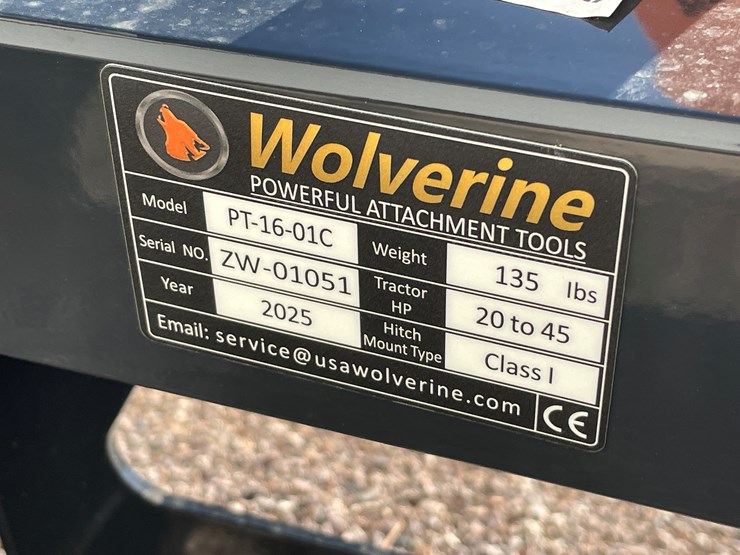 Wolverine
POWERFUL ATTACHMENT TOOLS
Model PT-16-01C Weight 135 lbs
Serial NO. ZW-01051 Tractor HP 20 to 45
Year 2025 Hitch Mount Type Class I
Email: service@usawolverine.com CE